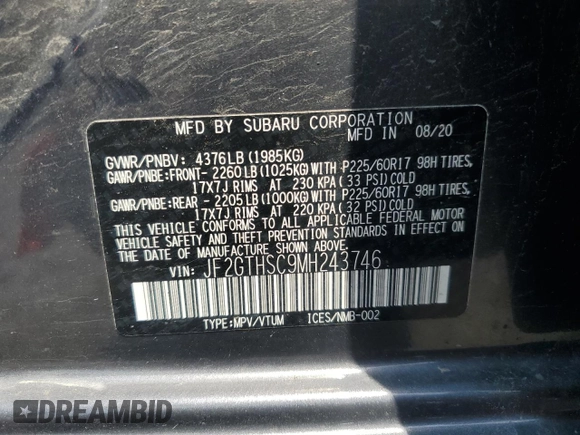 MFD BY SUBARU CORPORATION
MFD.IN 08/20
GVWR/PNBV: 4376LB (1985KG)
GAWR/PNBE:FRONT- 2260LB (1025KG)WITH P225/60R17 98H TIRES,
17X7J RIMS AT 230 KPA ( 33 PSI) COLD
GAWR/PNBE: REAR - 2205LB (1000KG)WITH P225/60R17 98H TIRES,
17X7J RIMS AT 220 KPA ( 32 PSI) COLD
THIS VEHICLE CONFORMS TO ALL APPLICABLE FEDERAL MOTOR
VEHICLE SAFETY AND THEFT PREVENTION STANDARDS IN EFFECT ON
THE DATE OF MANUFACTURE SHOWN ABOVE.
VIN: JF2GTHSC9MH243746
TYPE:MPV/VTUM ICES/NMB-002
DREAMBID